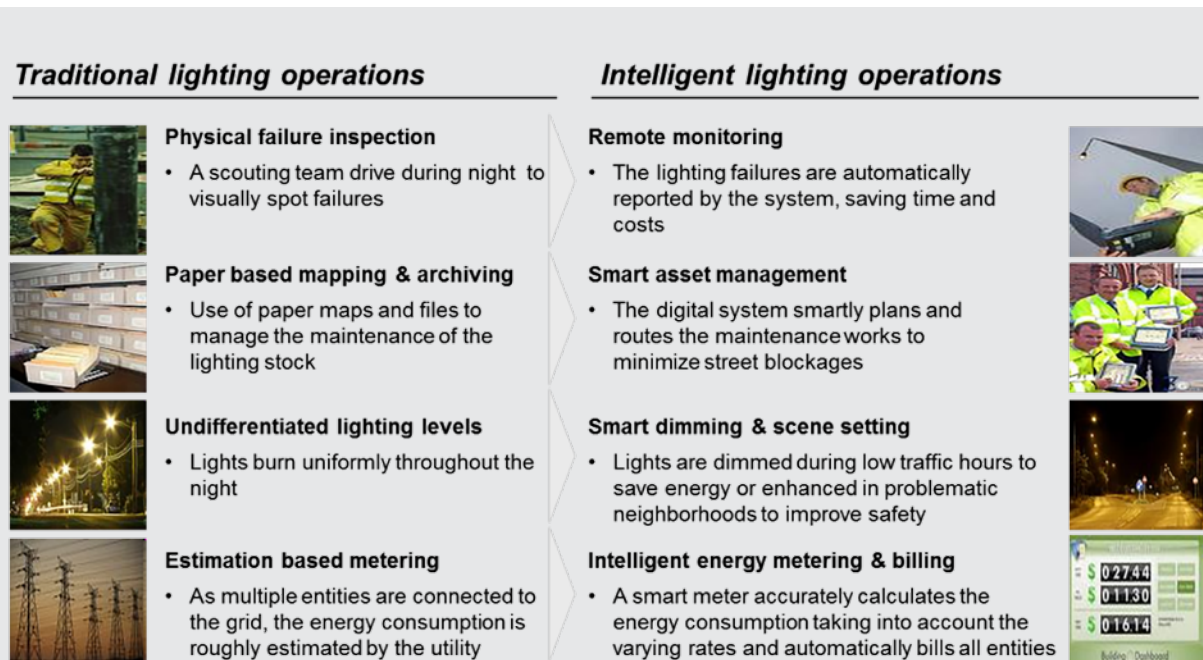 Traditional lighting operations
Intelligent lighting operations
Physical failure inspection
• A scouting team drive during night to
visually spot failures
Remote monitoring
• The lighting failures are automatically
reported by the system, saving time and
costs
Paper based mapping & archiving
• Use of paper maps and files to
manage the maintenance of the
lighting stock
Smart asset management
• The digital system smartly plans and
routes the maintenance works to
minimize street blockages
Undifferentiated lighting levels
• Lights burn uniformly throughout the
night
Smart dimming & scene setting
• Lights are dimmed during low traffic hours to
save energy or enhanced in problematic
neighborhoods to improve safety
Estimation based metering
• As multiple entities are connected to
the grid, the energy consumption is
roughly estimated by the utility
Intelligent energy metering & billing
• A smart meter accurately calculates the
energy consumption taking into account the
varying rates and automatically bills all entities
$ 027.44
$ 011.30
$ 016.14
Building Dashboard